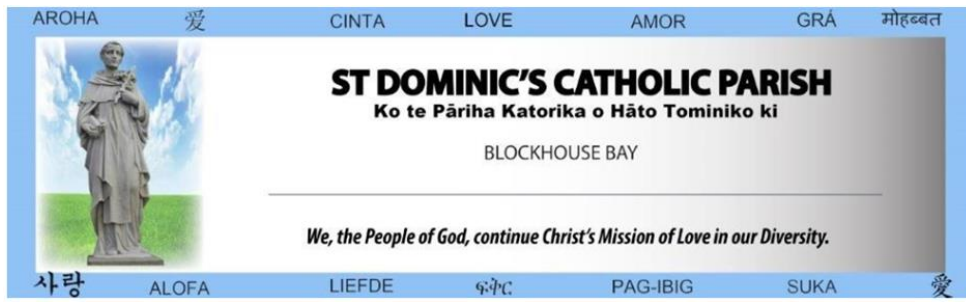 AROHA 愛 CINTA LOVE AMOR GRÁ मोहब्बत
ST DOMINIC'S CATHOLIC PARISH
Ko te Pāriha Katorika o Hāto Tominiko ki
BLOCKHOUSE BAY
We, the People of God, continue Christ's Mission of Love in our Diversity.
사랑 ALOFA LIEFDE ፍቅር PAG-IBIG SUKA 愛